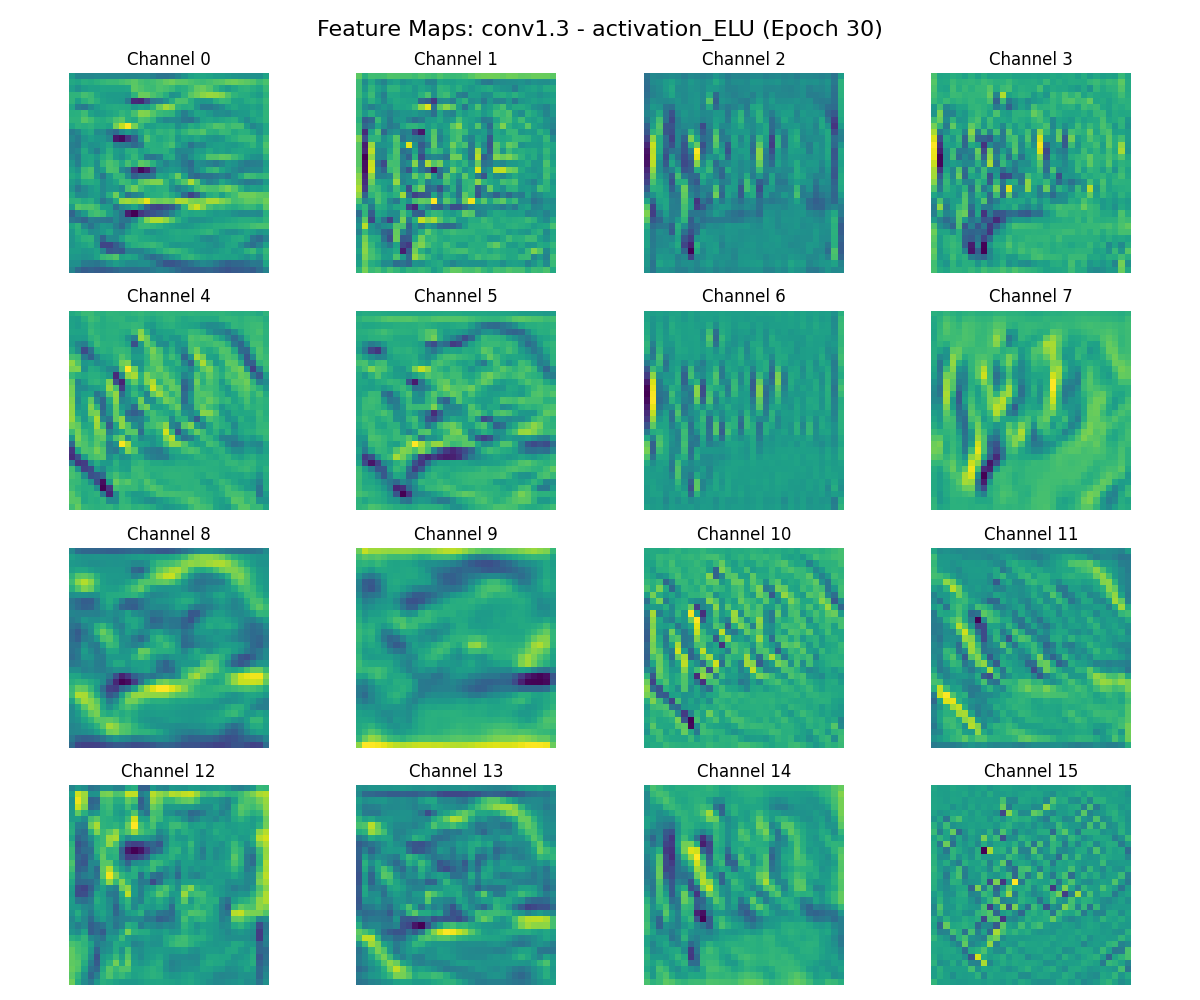 Feature Maps: conv1.3 - activation_ELU (Epoch 30)
Channel 0
Channel 1
Channel 2
Channel 3
Channel 4
Channel 5
Channel 6
Channel 7
Channel 8
Channel 9
Channel 10
Channel 11
Channel 12
Channel 13
Channel 14
Channel 15